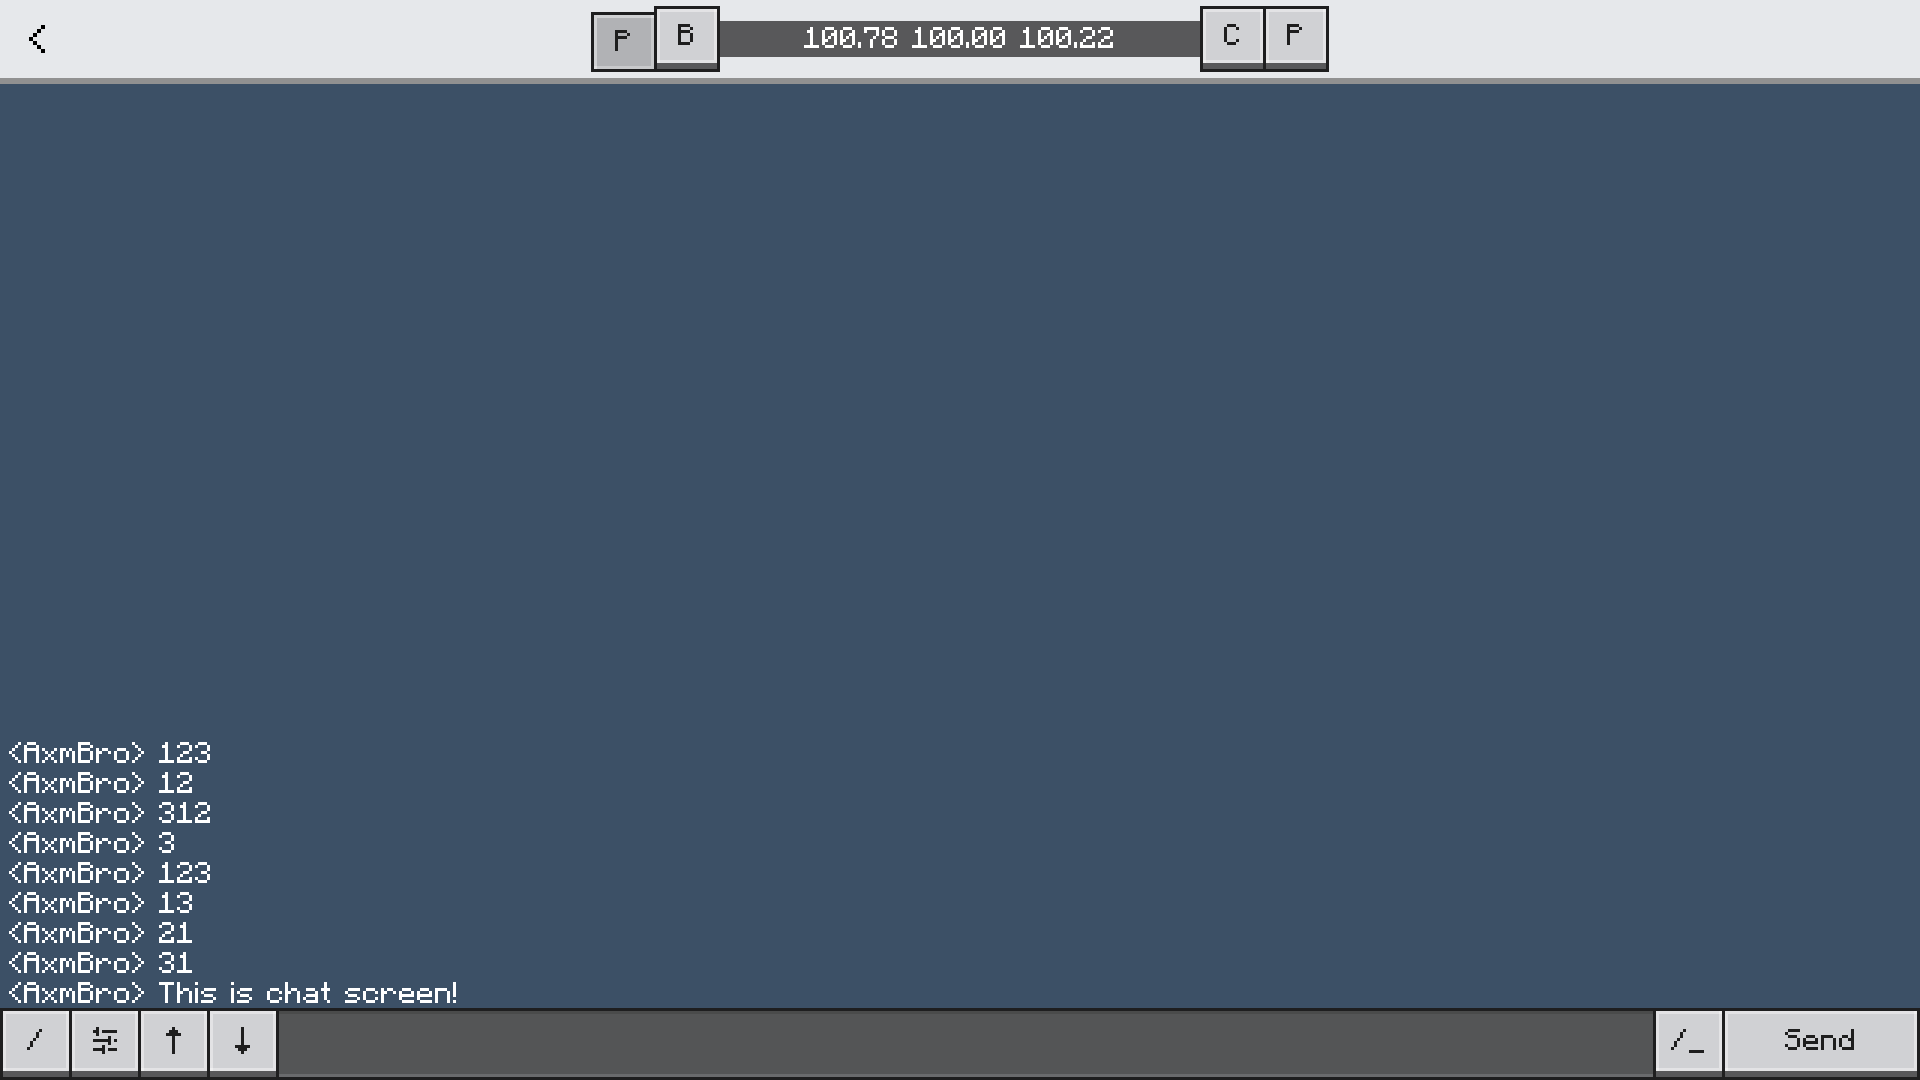 <
P B 100.78 100.00 100.22 C P
<AxmBro> 123
<AxmBro> 12
<AxmBro> 312
<AxmBro> 3
<AxmBro> 123
<AxmBro> 13
<AxmBro> 21
<AxmBro> 31
<AxmBro> This is chat screen!
/ ↑ ↓ /_ Send